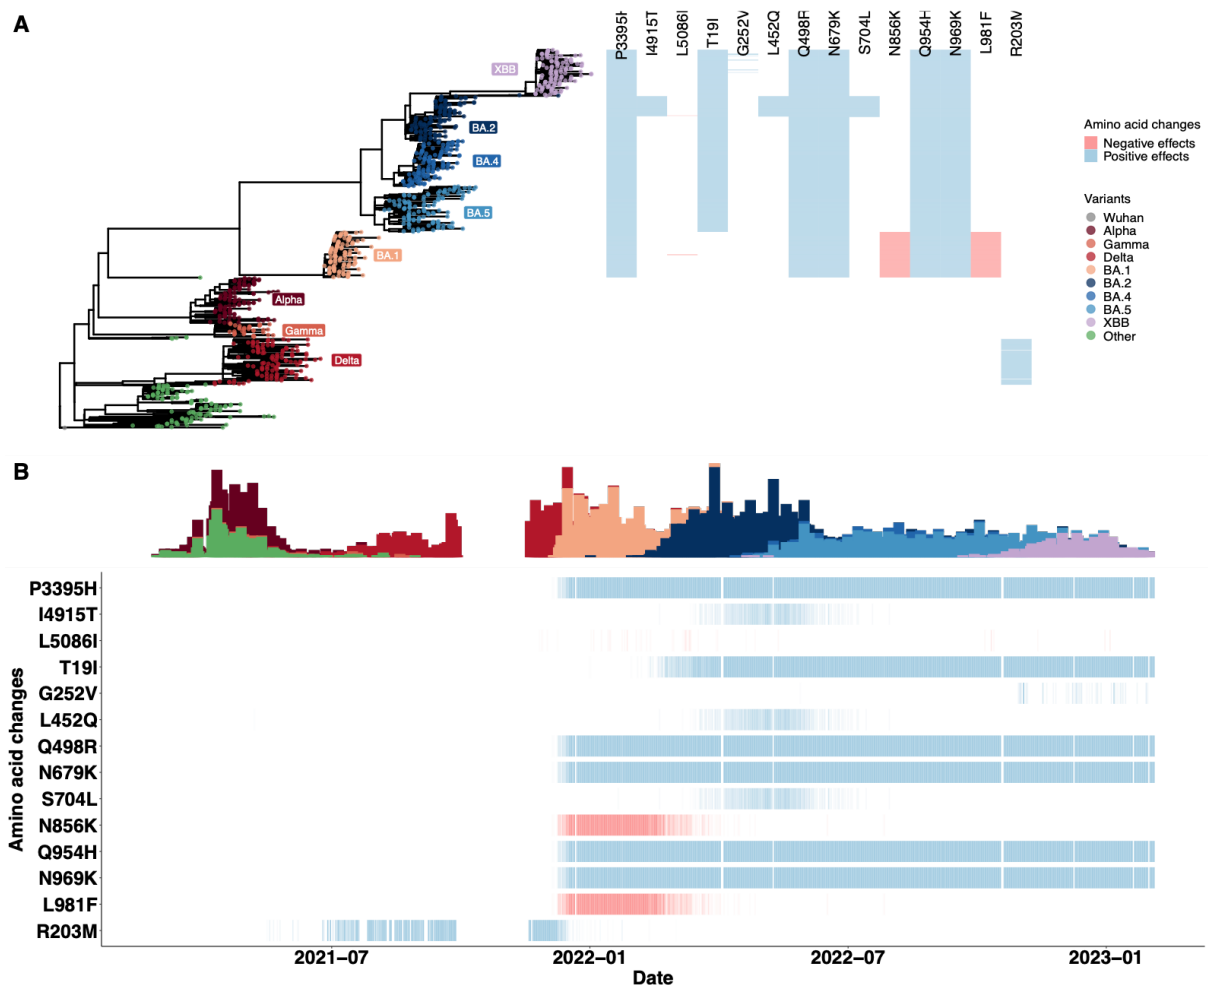 A
P3395H
I4915T
L5086I
T19I
G252V
L452Q
Q498R
N679K
S704L
N856K
Q954H
N969K
L981F
R203M
XBB
BA.2
BA.4
BA.5
BA.1
Alpha
Gamma
Delta
Amino acid changes
Negative effects
Positive effects
Variants
Wuhan
Alpha
Gamma
Delta
BA.1
BA.2
BA.4
BA.5
XBB
Other
B
Amino acid changes
P3395H
I4915T
L5086I
T19I
G252V
L452Q
Q498R
N679K
S704L
N856K
Q954H
N969K
L981F
R203M
2021–07
2022–01
2022–07
2023–01
Date